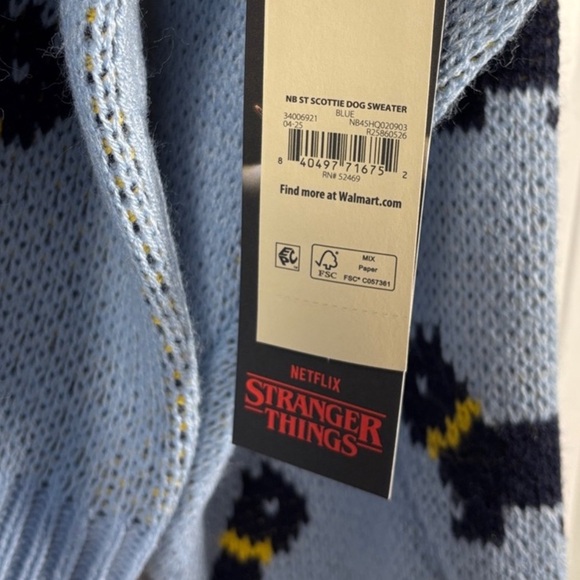 NB ST SCOTTIE DOG SWEATER
BLUE
34006921 NB45HQ020903
04-25 R25860526
8 40497 71675 2
RN# 52469
Find more at Walmart.com
FSC
MIX
Paper
FSC® C057361
NETFLIX
STRANGER
THINGS